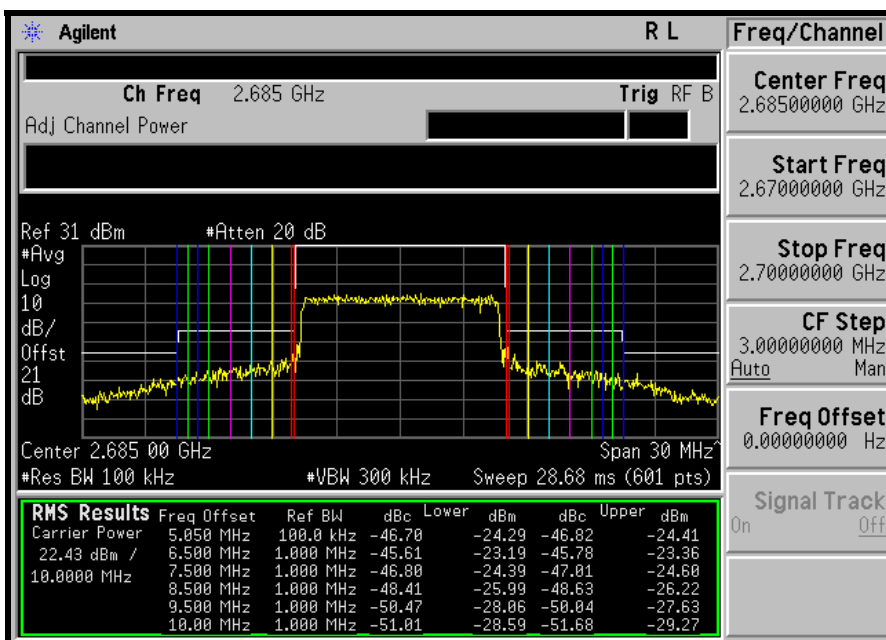 Agilent R L Freq/Channel
Ch Freq 2.685 GHz Trig RF B
Adj Channel Power
Center Freq
2.68500000 GHz
Start Freq
2.67000000 GHz
Stop Freq
2.70000000 GHz
CF Step
3.00000000 MHz
Auto Man
Freq Offset
0.00000000 Hz
Signal Track
On Off
Ref 31 dBm #Atten 20 dB
#Avg
Log
10
dB/
Offst
21
dB
Center 2.685 00 GHz Span 30 MHz^
#Res BW 100 kHz #VBW 300 kHz Sweep 28.68 ms (601 pts)
RMS Results Freq Offset Ref BW dBc Lower dBm dBc Upper dBm
Carrier Power 5.050 MHz 100.0 kHz -46.70 -24.29 -46.82 -24.41
22.43 dBm / 6.500 MHz 1.000 MHz -45.61 -23.19 -45.78 -23.36
10.0000 MHz 7.500 MHz 1.000 MHz -46.80 -24.39 -47.01 -24.60
8.500 MHz 1.000 MHz -48.41 -25.99 -48.63 -26.22
9.500 MHz 1.000 MHz -50.47 -28.06 -50.04 -27.63
10.00 MHz 1.000 MHz -51.01 -28.59 -51.68 -29.27